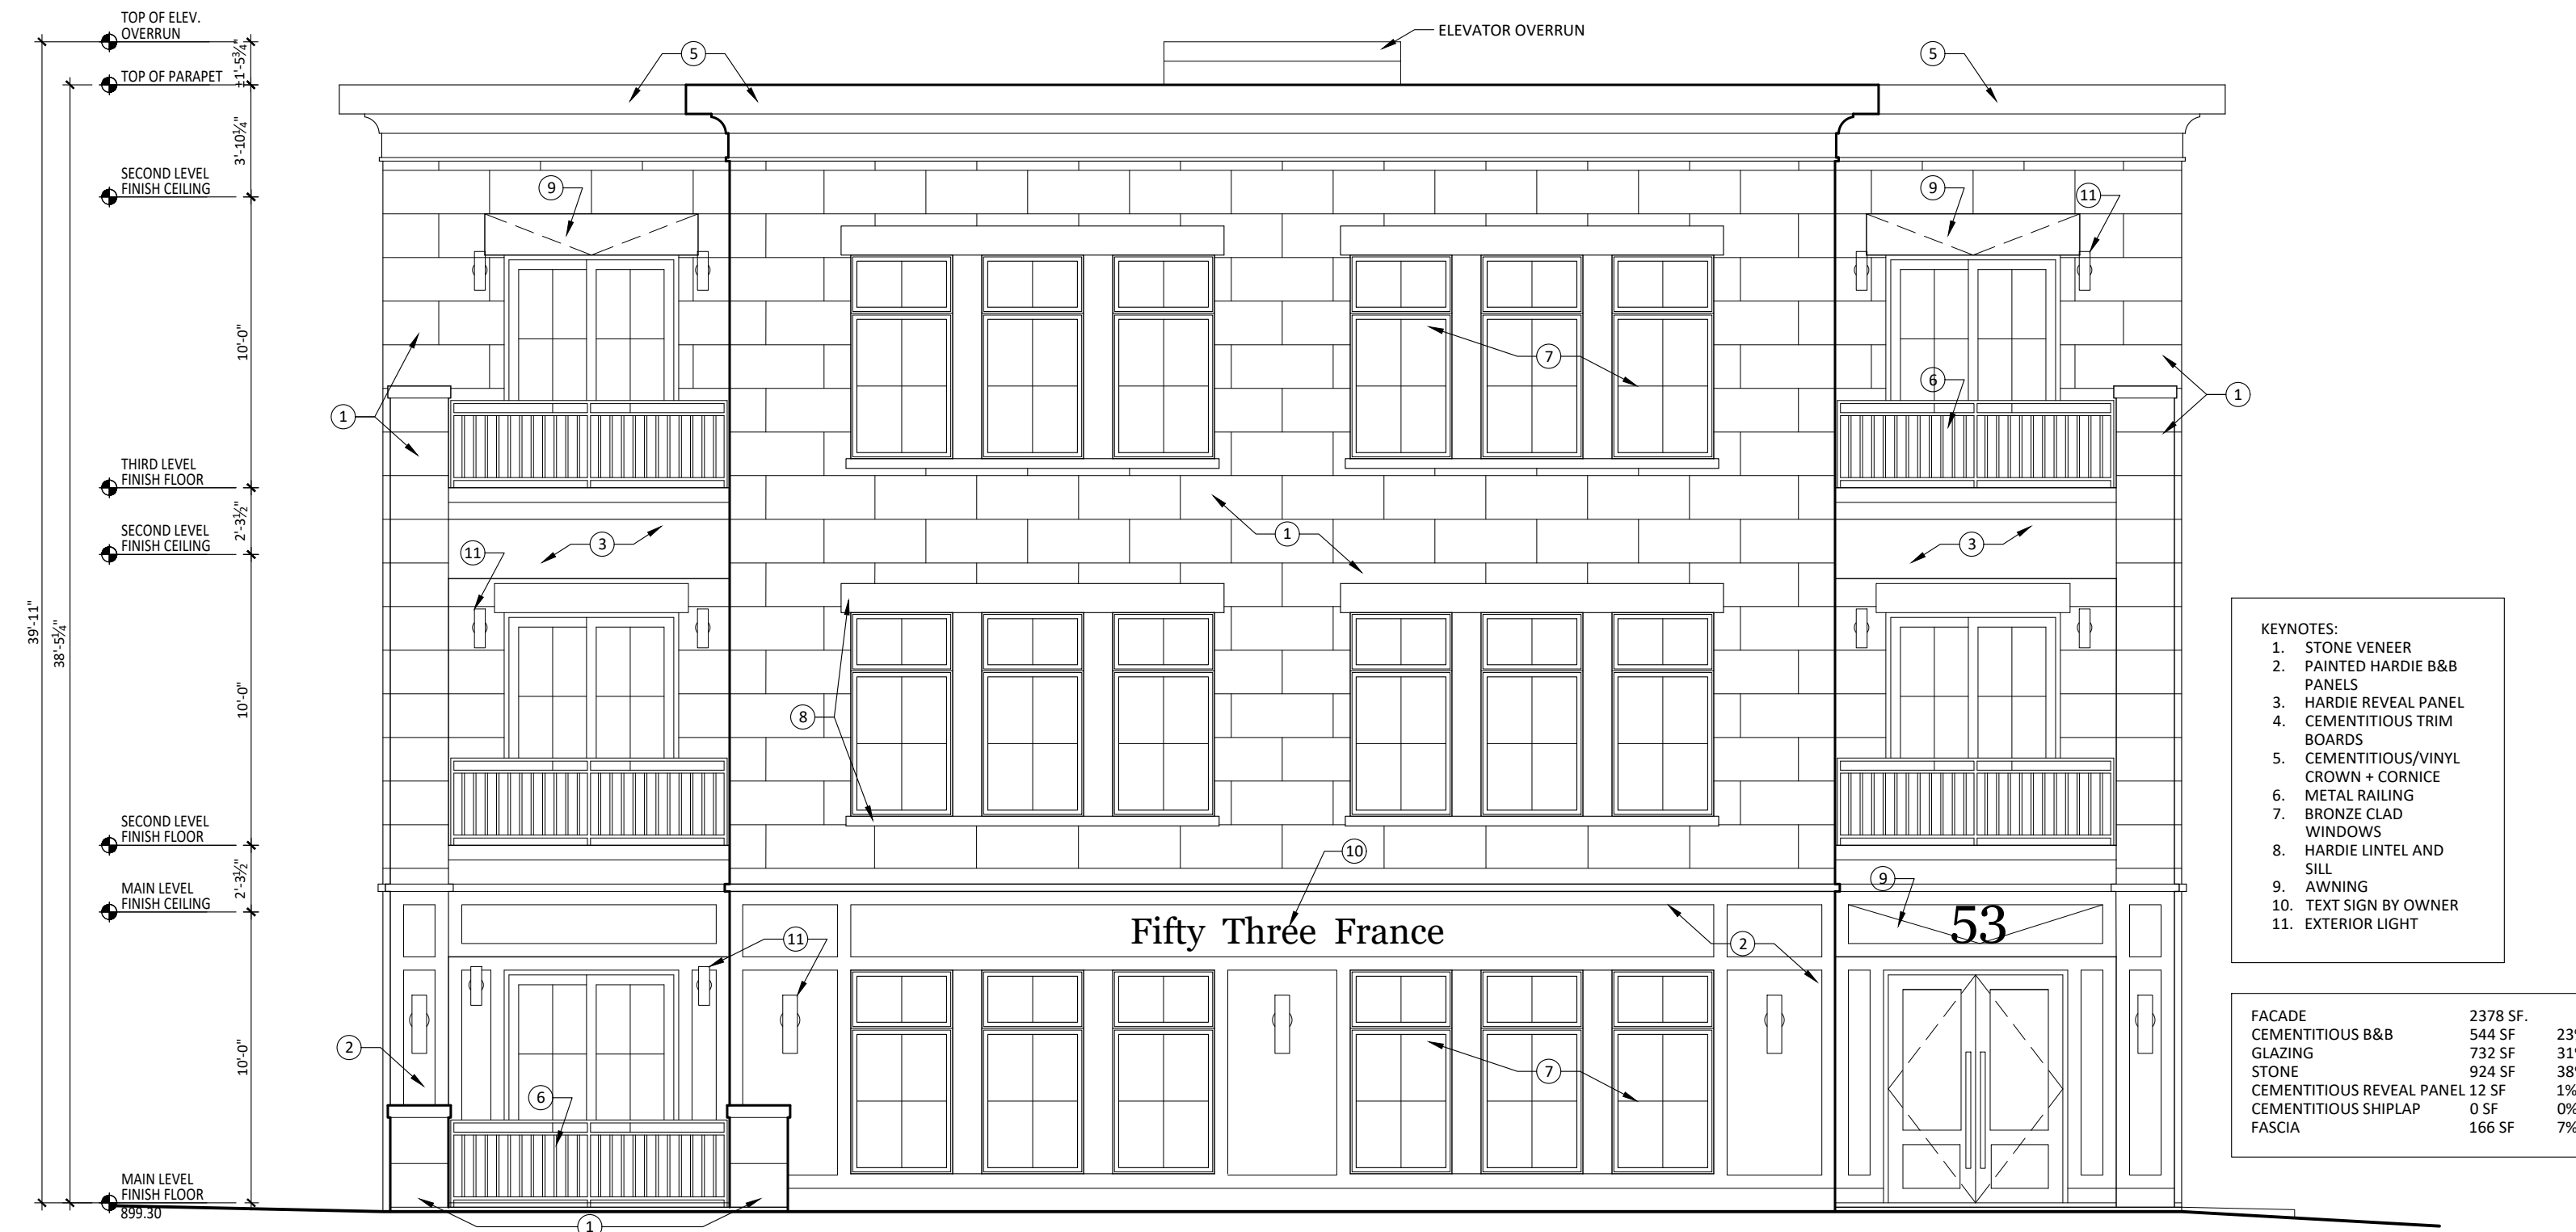 TOP OF ELEV.
OVERRUN
TOP OF PARAPET
SECOND LEVEL
FINISH CEILING
THIRD LEVEL
FINISH FLOOR
SECOND LEVEL
FINISH CEILING
SECOND LEVEL
FINISH FLOOR
MAIN LEVEL
FINISH CEILING
MAIN LEVEL
FINISH FLOOR
899.30
±1'-5¾"
3'-10¼"
10'-0"
2'-3½"
10'-0"
2'-3½"
10'-0"
39'-11"
38'-5¼"
ELEVATOR OVERRUN
5
5
9
9
11
7
6
1
1
3
11
1
3
8
10
9
Fifty Three France
53
11
2
2
7
6
1
KEYNOTES:
1. STONE VENEER
2. PAINTED HARDIE B&B
PANELS
3. HARDIE REVEAL PANEL
4. CEMENTITIOUS TRIM
BOARDS
5. CEMENTITIOUS/VINYL
CROWN + CORNICE
6. METAL RAILING
7. BRONZE CLAD
WINDOWS
8. HARDIE LINTEL AND
SILL
9. AWNING
10. TEXT SIGN BY OWNER
11. EXTERIOR LIGHT
FACADE 2378 SF.
CEMENTITIOUS B&B 544 SF 23%
GLAZING 732 SF 31%
STONE 924 SF 38%
CEMENTITIOUS REVEAL PANEL 12 SF 1%
CEMENTITIOUS SHIPLAP 0 SF 0%
FASCIA 166 SF 7%